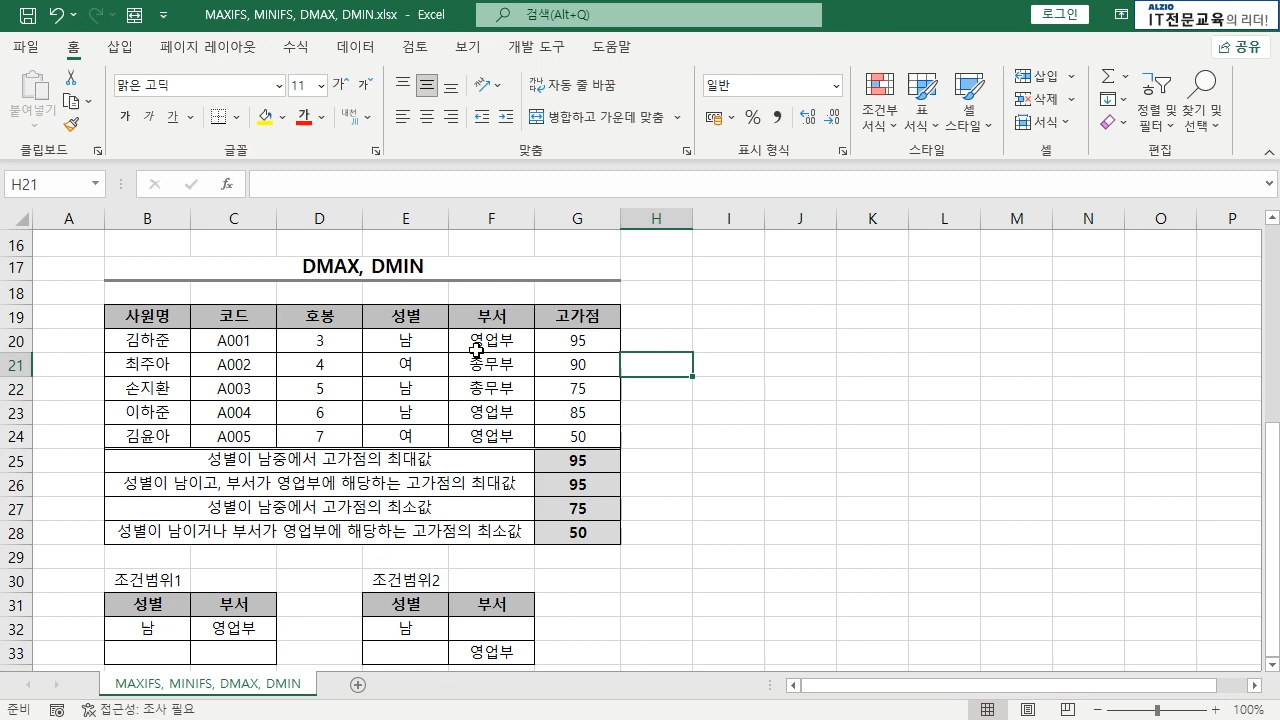 MAXIFS, MINIFS, DMAX, DMIN.xlsx - Excel
검색(Alt+Q)
로그인
ALZIO
IT전문교육의 리더!
파일 홈 삽입 페이지 레이아웃 수식 데이터 검토 보기 개발 도구 도움말
공유
붙여넣기
클립보드
맑은 고딕 11
가 가
가 가 가 가 내천
글꼴
가나다 자동 줄 바꿈
병합하고 가운데 맞춤
맞춤
일반
% 9
표시 형식
조건부 서식
표 서식
셀 스타일
스타일
삽입
삭제
서식
셀
정렬 및 필터
찾기 및 선택
편집
H21
fx
A B C D E F G H I J K L M N O P
16
17 DMAX, DMIN
18
19 사원명 코드 호봉 성별 부서 고가점
20 김하준 A001 3 남 영업부 95
21 최주아 A002 4 여 총무부 90
22 손지환 A003 5 남 총무부 75
23 이하준 A004 6 남 영업부 85
24 김윤아 A005 7 여 영업부 50
25 성별이 남중에서 고가점의 최대값 95
26 성별이 남이고, 부서가 영업부에 해당하는 고가점의 최대값 95
27 성별이 남중에서 고가점의 최소값 75
28 성별이 남이거나 부서가 영업부에 해당하는 고가점의 최소값 50
29
30 조건범위1 조건범위2
31 성별 부서 성별 부서
32 남 영업부 남
33 영업부
MAXIFS, MINIFS, DMAX, DMIN
준비 접근성: 조사 필요 100%